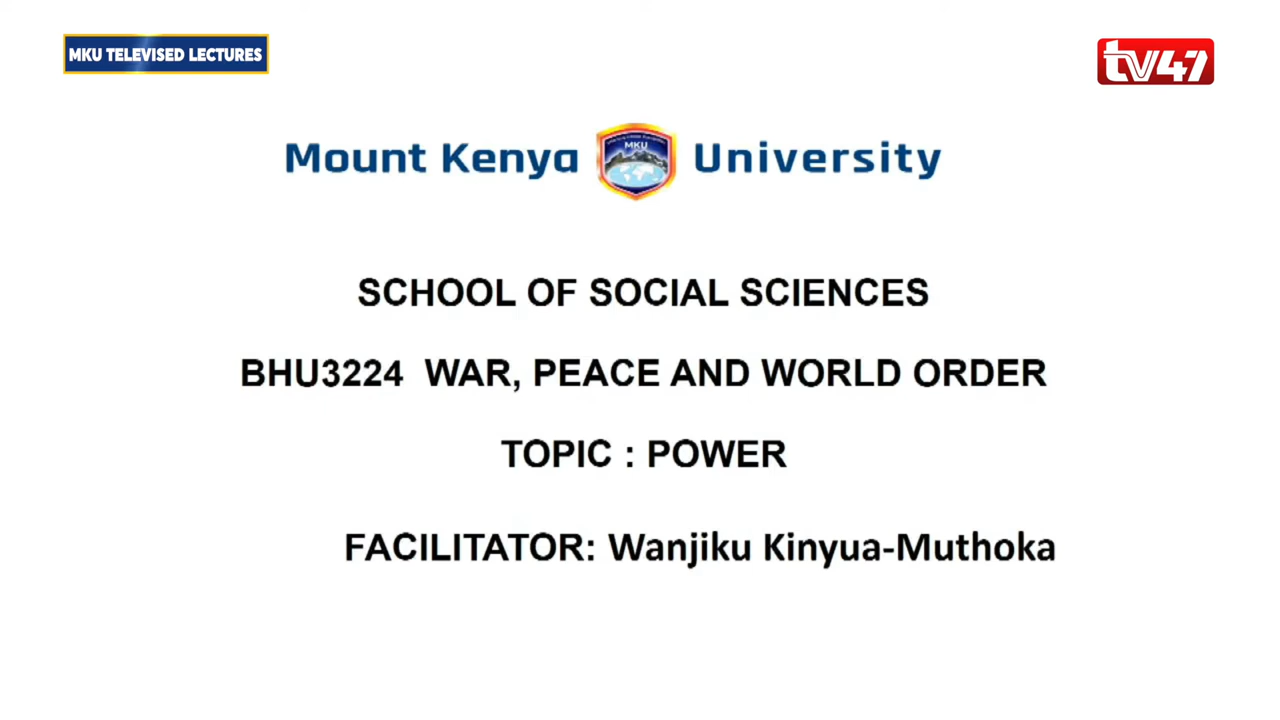 MKU TELEVISED LECTURES
tv47
Mount Kenya MKU University
SCHOOL OF SOCIAL SCIENCES
BHU3224 WAR, PEACE AND WORLD ORDER
TOPIC : POWER
FACILITATOR: Wanjiku Kinyua-Muthoka